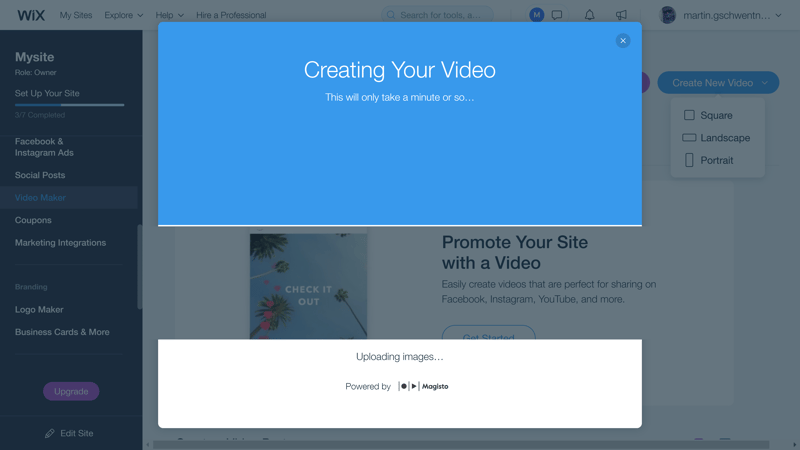 WiX My Sites Explore Help Hire a Professional Search for tools, a... M martin.gschwentn...
Mysite
Role: Owner
Set Up Your Site
3/7 Completed
Facebook &
Instagram Ads
Social Posts
Video Maker
Coupons
Marketing Integrations
Branding
Logo Maker
Business Cards & More
Upgrade
Edit Site
Creating Your Video
This will only take a minute or so...
Create New Video
Square
Landscape
Portrait
CHECK IT
OUT
Promote Your Site
with a Video
Easily create videos that are perfect for sharing on
Facebook, Instagram, YouTube, and more.
Get Started
Uploading images...
Powered by Magisto